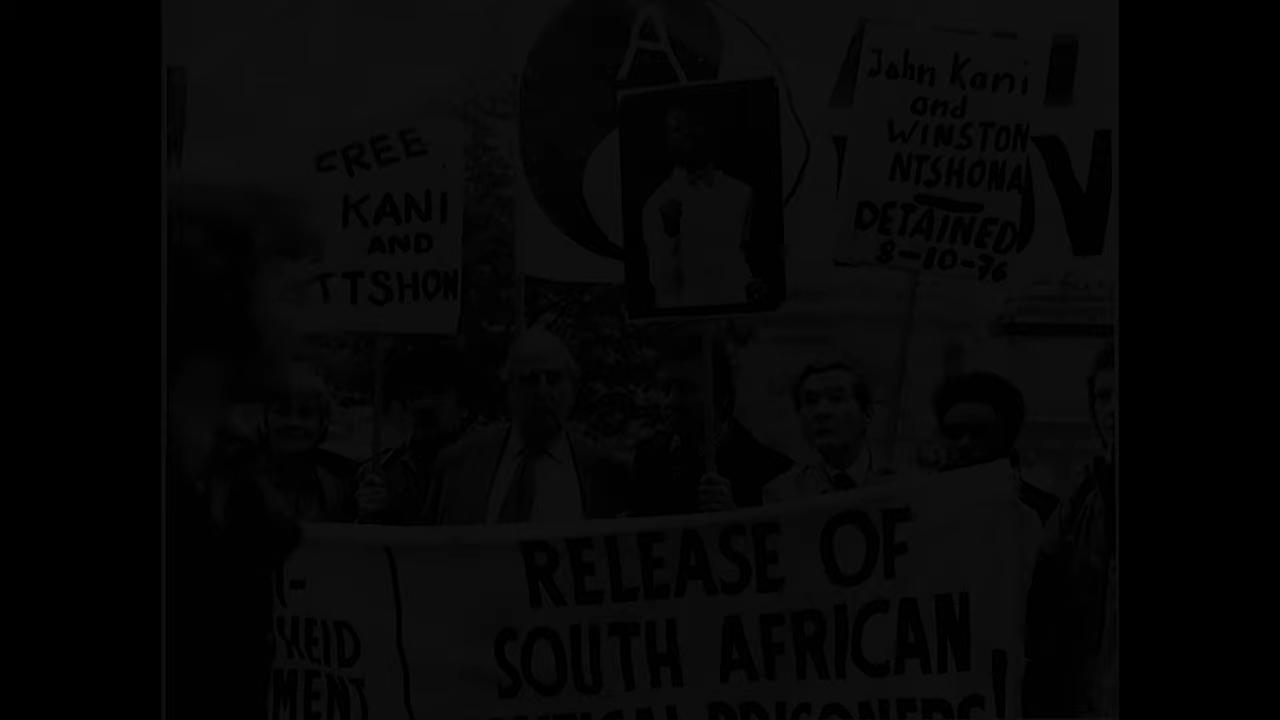 A
FREE
KANI
AND
TTSHON
John Kani
and
WINSTON
NTSHONA
DETAINED
8-10-76
RELEASE OF
SOUTH AFRICAN
PRISONERS!
HEID
MENT